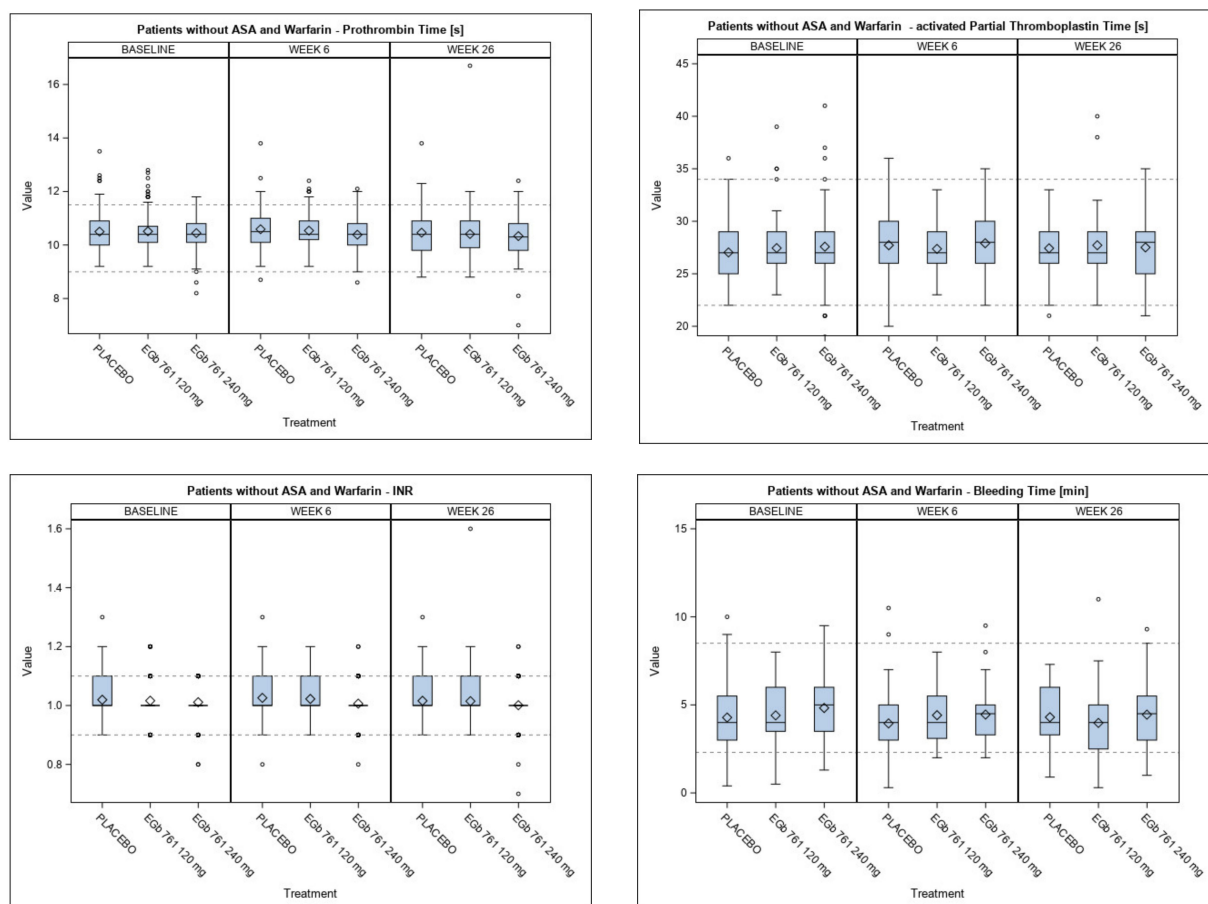 Patients without ASA and Warfarin - Prothrombin Time [s]
BASELINE WEEK 6 WEEK 26
16
14
12
10
8
Value
PLACEBO
EGb 761 120 mg
EGb 761 240 mg
PLACEBO
EGb 761 120 mg
EGb 761 240 mg
PLACEBO
EGb 761 120 mg
EGb 761 240 mg
Treatment
Patients without ASA and Warfarin - activated Partial Thromboplastin Time [s]
BASELINE WEEK 6 WEEK 26
45
40
35
30
25
20
Value
PLACEBO
EGb 761 120 mg
EGb 761 240 mg
PLACEBO
EGb 761 120 mg
EGb 761 240 mg
PLACEBO
EGb 761 120 mg
EGb 761 240 mg
Treatment
Patients without ASA and Warfarin - INR
BASELINE WEEK 6 WEEK 26
1.6
1.4
1.2
1.0
0.8
Value
PLACEBO
EGb 761 120 mg
EGb 761 240 mg
PLACEBO
EGb 761 120 mg
EGb 761 240 mg
PLACEBO
EGb 761 120 mg
EGb 761 240 mg
Treatment
Patients without ASA and Warfarin - Bleeding Time [min]
BASELINE WEEK 6 WEEK 26
15
10
5
0
Value
PLACEBO
EGb 761 120 mg
EGb 761 240 mg
PLACEBO
EGb 761 120 mg
EGb 761 240 mg
PLACEBO
EGb 761 120 mg
EGb 761 240 mg
Treatment